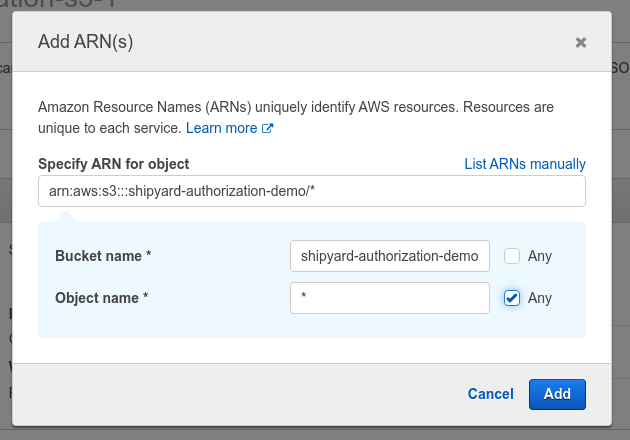 Add ARN(s)
Amazon Resource Names (ARNs) uniquely identify AWS resources. Resources are
unique to each service. Learn more
Specify ARN for object List ARNs manually
arn:aws:s3:::shipyard-authorization-demo/*
Bucket name * shipyard-authorization-demo Any
Object name * * Any
Cancel Add